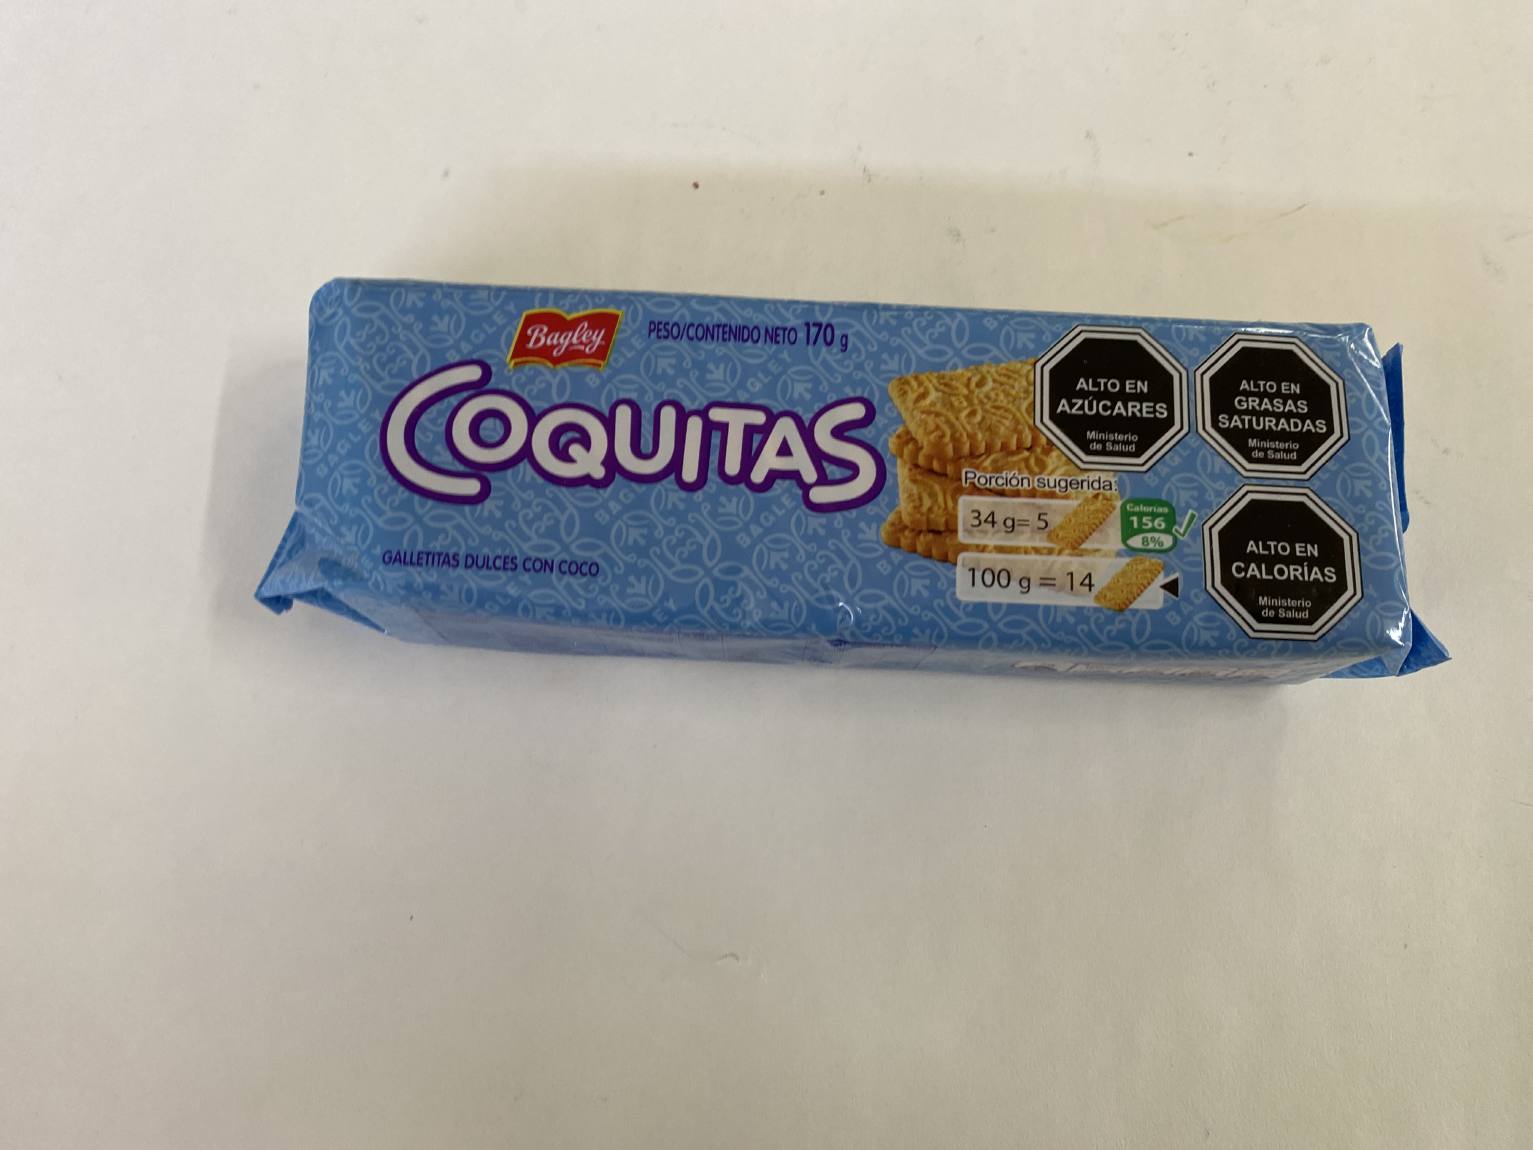 Bagley
PESO/CONTENIDO NETO 170 g
COQUITAS
GALLETITAS DULCES CON COCO
Porción sugerida:
34 g= 5
Calorías
156
8%
100 g = 14
ALTO EN
AZÚCARES
Ministerio
de Salud
ALTO EN
GRASAS
SATURADAS
Ministerio
de Salud
ALTO EN
CALORÍAS
Ministerio
de Salud